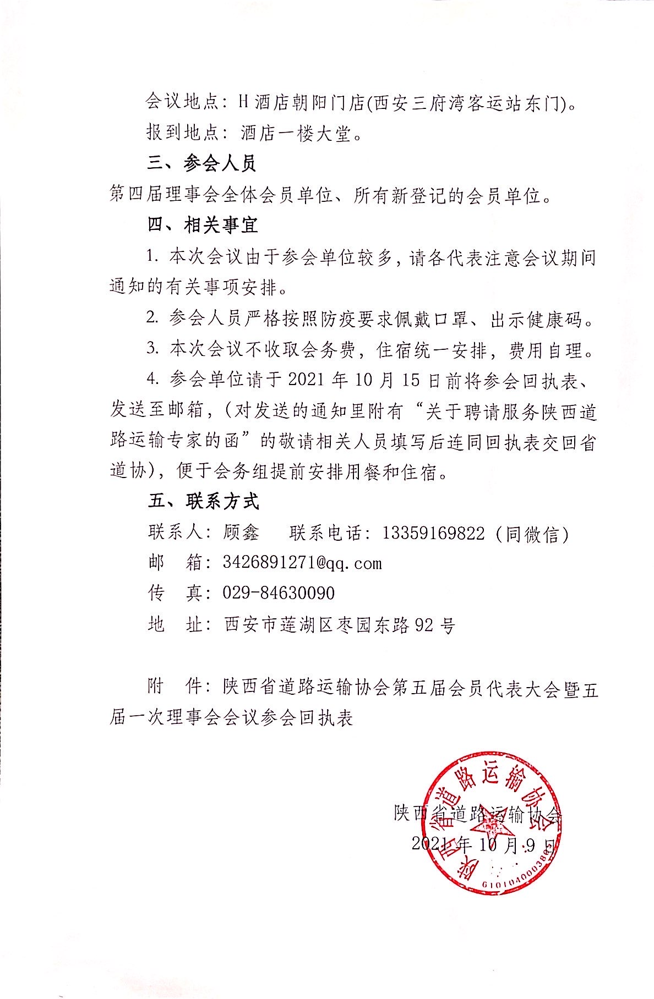 会议地点：H酒店朝阳门店(西安三府湾客运站东门)。
报到地点：酒店一楼大堂。
三、参会人员
第四届理事会全体会员单位、所有新登记的会员单位。
四、相关事宜
1. 本次会议由于参会单位较多，请各代表注意会议期间
通知的有关事项安排。
2. 参会人员严格按照防疫要求佩戴口罩、出示健康码。
3. 本次会议不收取会务费，住宿统一安排，费用自理。
4. 参会单位请于 2021 年 10 月 15 日前将参会回执表、
发送至邮箱，（对发送的通知里附有“关于聘请服务陕西道
路运输专家的函”的敬请相关人员填写后连同回执表交回省
道协），便于会务组提前安排用餐和住宿。
五、联系方式
联系人：顾鑫 联系电话：13359169822（同微信）
邮 箱：3426891271@qq.com
传 真：029-84630090
地 址：西安市莲湖区枣园东路 92 号
附 件：陕西省道路运输协会第五届会员代表大会暨五
届一次理事会会议参会回执表
陕西省道路运输协会
2021 年 10 月 9 日
陕西省道路运输协会